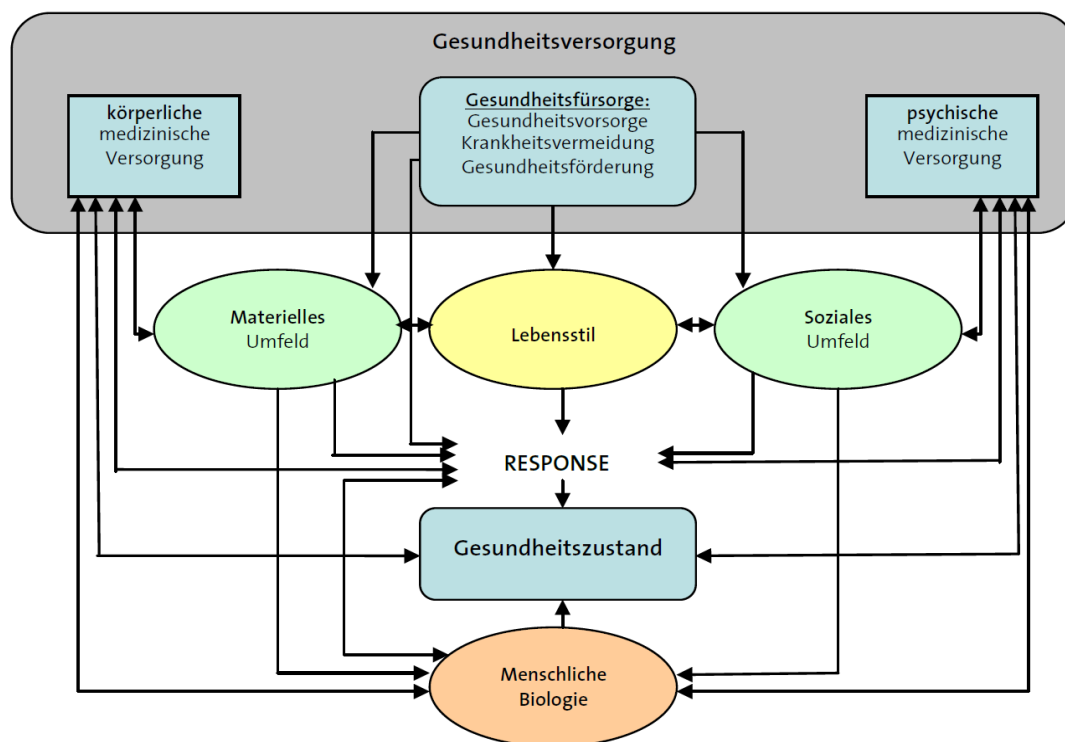 Gesundheitsversorgung
körperliche
medizinische
Versorgung
Gesundheitsfürsorge:
Gesundheitsvorsorge
Krankheitsvermeidung
Gesundheitsförderung
psychische
medizinische
Versorgung
Materielles
Umfeld
Lebensstil
Soziales
Umfeld
RESPONSE
Gesundheitszustand
Menschliche
Biologie